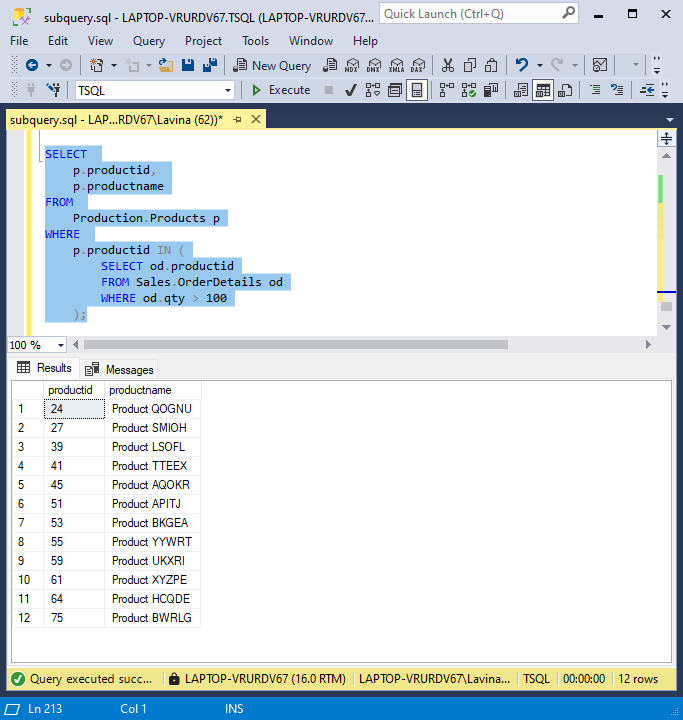 subquery.sql - LAPTOP-VRURDV67.TSQL (LAPTOP-VRURDV67...
Quick Launch (Ctrl+Q)
File Edit View Query Project Tools Window Help
New Query MDX DMX XMLA DAX
TSQL Execute
subquery.sql - LAP...RDV67\Lavina (62))*
SELECT
p.productid,
p.productname
FROM
Production.Products p
WHERE
p.productid IN (
SELECT od.productid
FROM Sales.OrderDetails od
WHERE od.qty > 100
);
100 %
Results Messages
productid productname
1 24 Product QOGNU
2 27 Product SMIOH
3 39 Product LSOFL
4 41 Product TTEEX
5 45 Product AQOKR
6 51 Product APITJ
7 53 Product BKGEA
8 55 Product YYWRT
9 59 Product UKXRI
10 61 Product XYZPE
11 64 Product HCQDE
12 75 Product BWRLG
Query executed succ... LAPTOP-VRURDV67 (16.0 RTM) LAPTOP-VRURDV67\Lavina... TSQL 00:00:00 12 rows
Ln 213 Col 1 INS